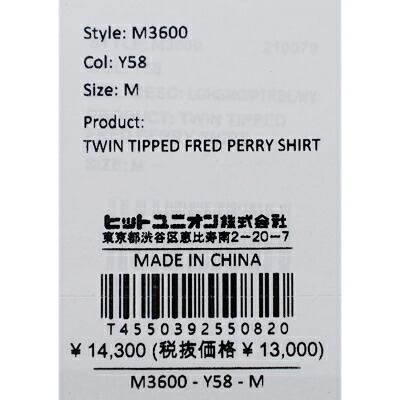 Style: M3600
Col: Y58
Size: M
Product:
TWIN TIPPED FRED PERRY SHIRT
ヒットユニオン株式会社
東京都渋谷区恵比寿南2-20-7
MADE IN CHINA
T4550392550820
¥ 14,300 (税抜価格 ¥ 13,000)
M3600 - Y58 - M